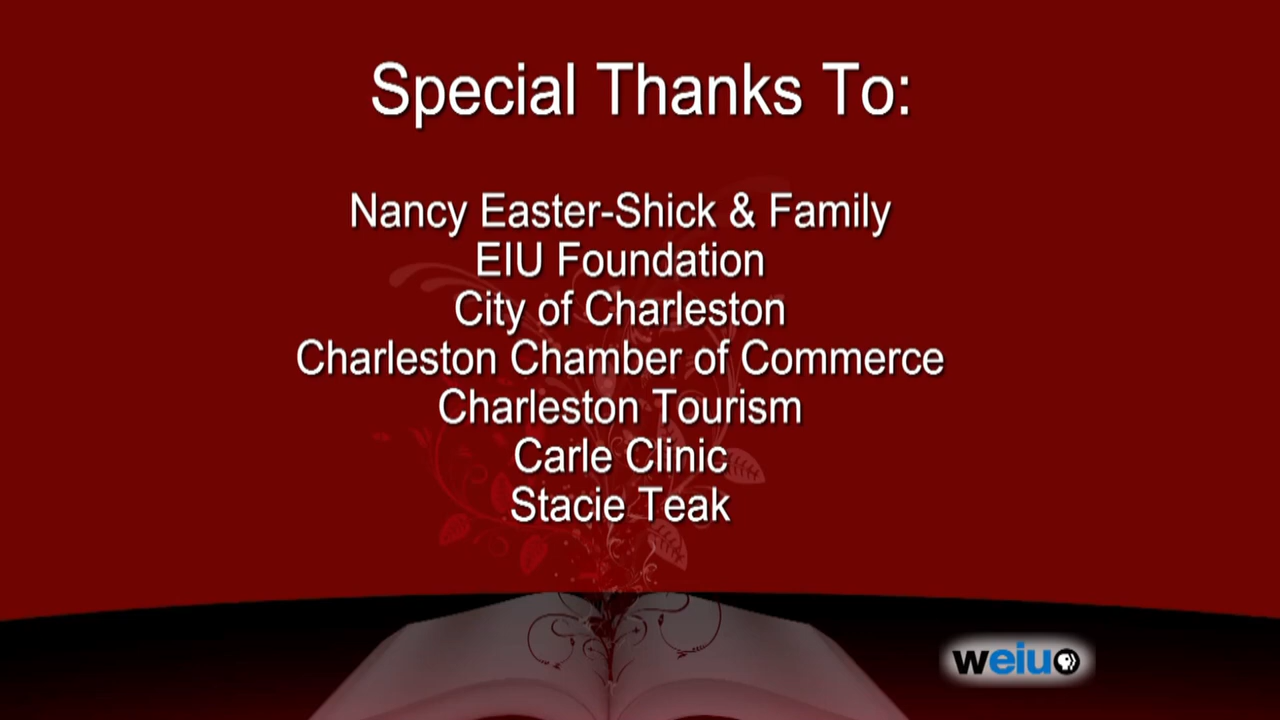 Special Thanks To:
Nancy Easter-Shick & Family
EIU Foundation
City of Charleston
Charleston Chamber of Commerce
Charleston Tourism
Carle Clinic
Stacie Teak
weiu